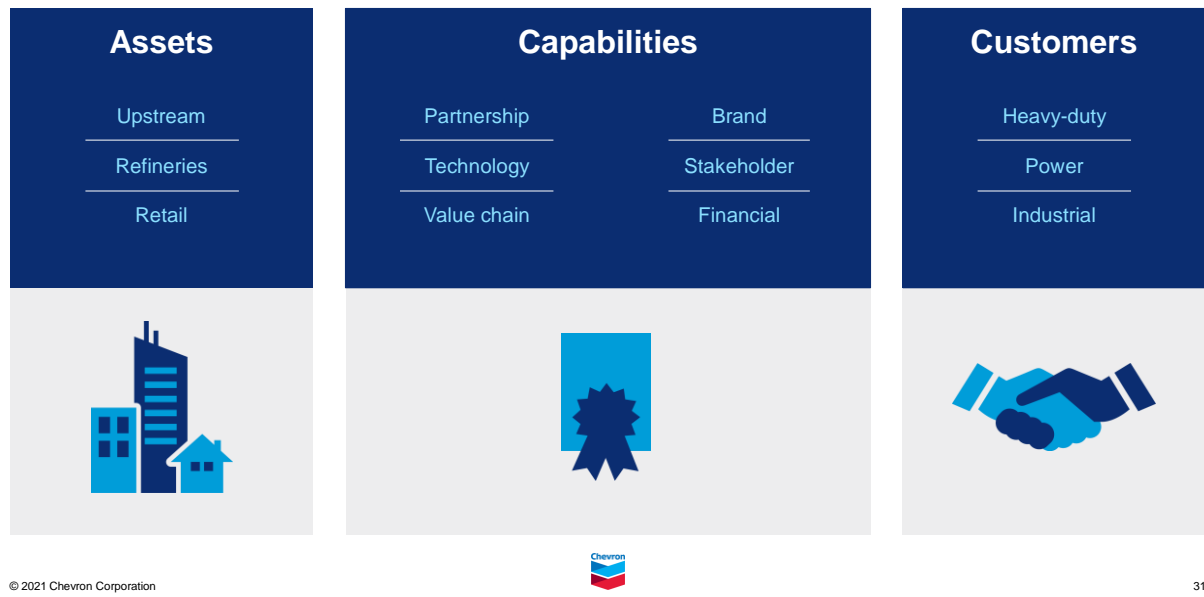 Assets
Upstream
Refineries
Retail
Capabilities
Partnership
Technology
Value chain
Brand
Stakeholder
Financial
Customers
Heavy-duty
Power
Industrial
© 2021 Chevron Corporation
Chevron
31